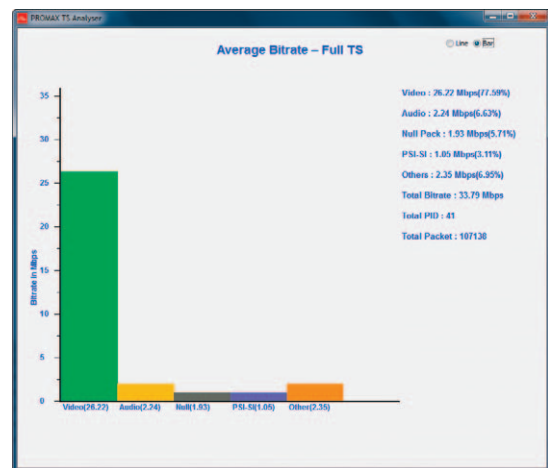 PROMAX TS Analyser
Average Bitrate – Full TS
Line Bar
Video : 26.22 Mbps(77.59%)
Audio : 2.24 Mbps(6.63%)
Null Pack : 1.93 Mbps(5.71%)
PSI-SI : 1.05 Mbps(3.11%)
Others : 2.35 Mbps(6.95%)
Total Bitrate : 33.79 Mbps
Total PID : 41
Total Packet : 107130
Bitrate in Mbps
35
30
25
20
15
10
5
0
Video(26.22) Audio(2.24) Null(1.93) PSI-SI(1.05) Other(2.35)